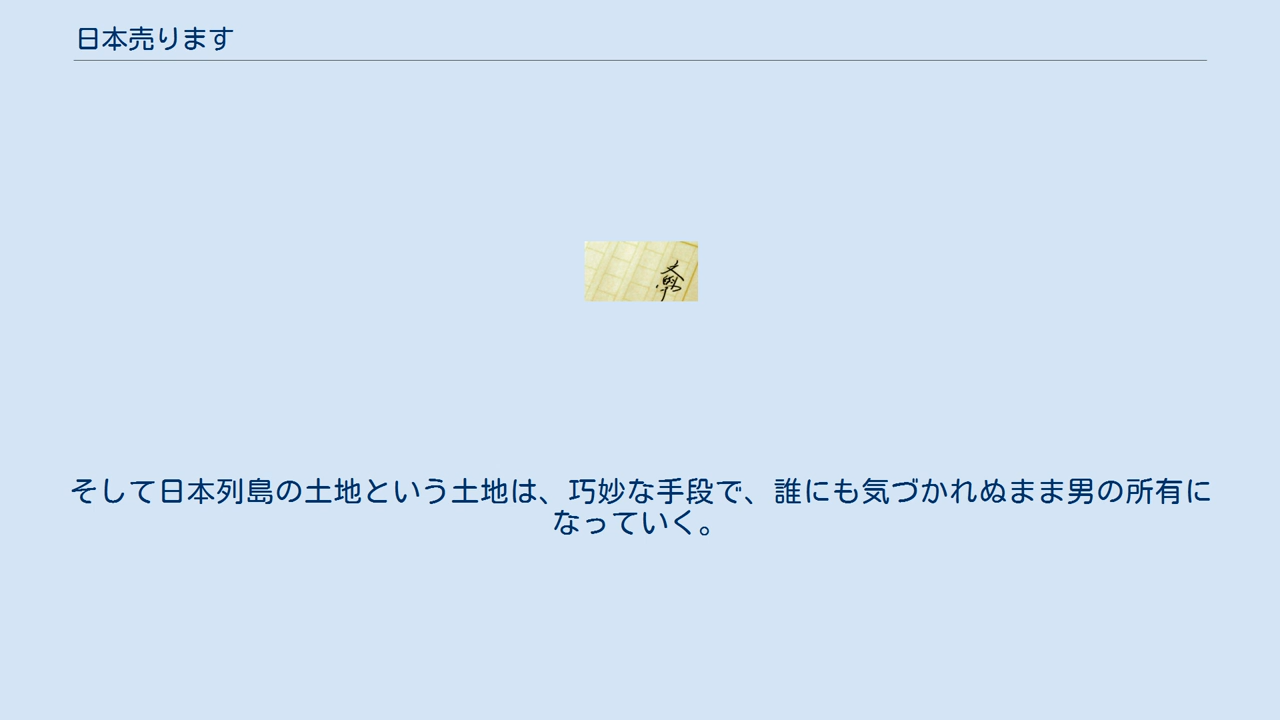 日本売ります
そして日本列島の土地という土地は、巧妙な手段で、誰にも気づかれぬまま男の所有に
なっていく。